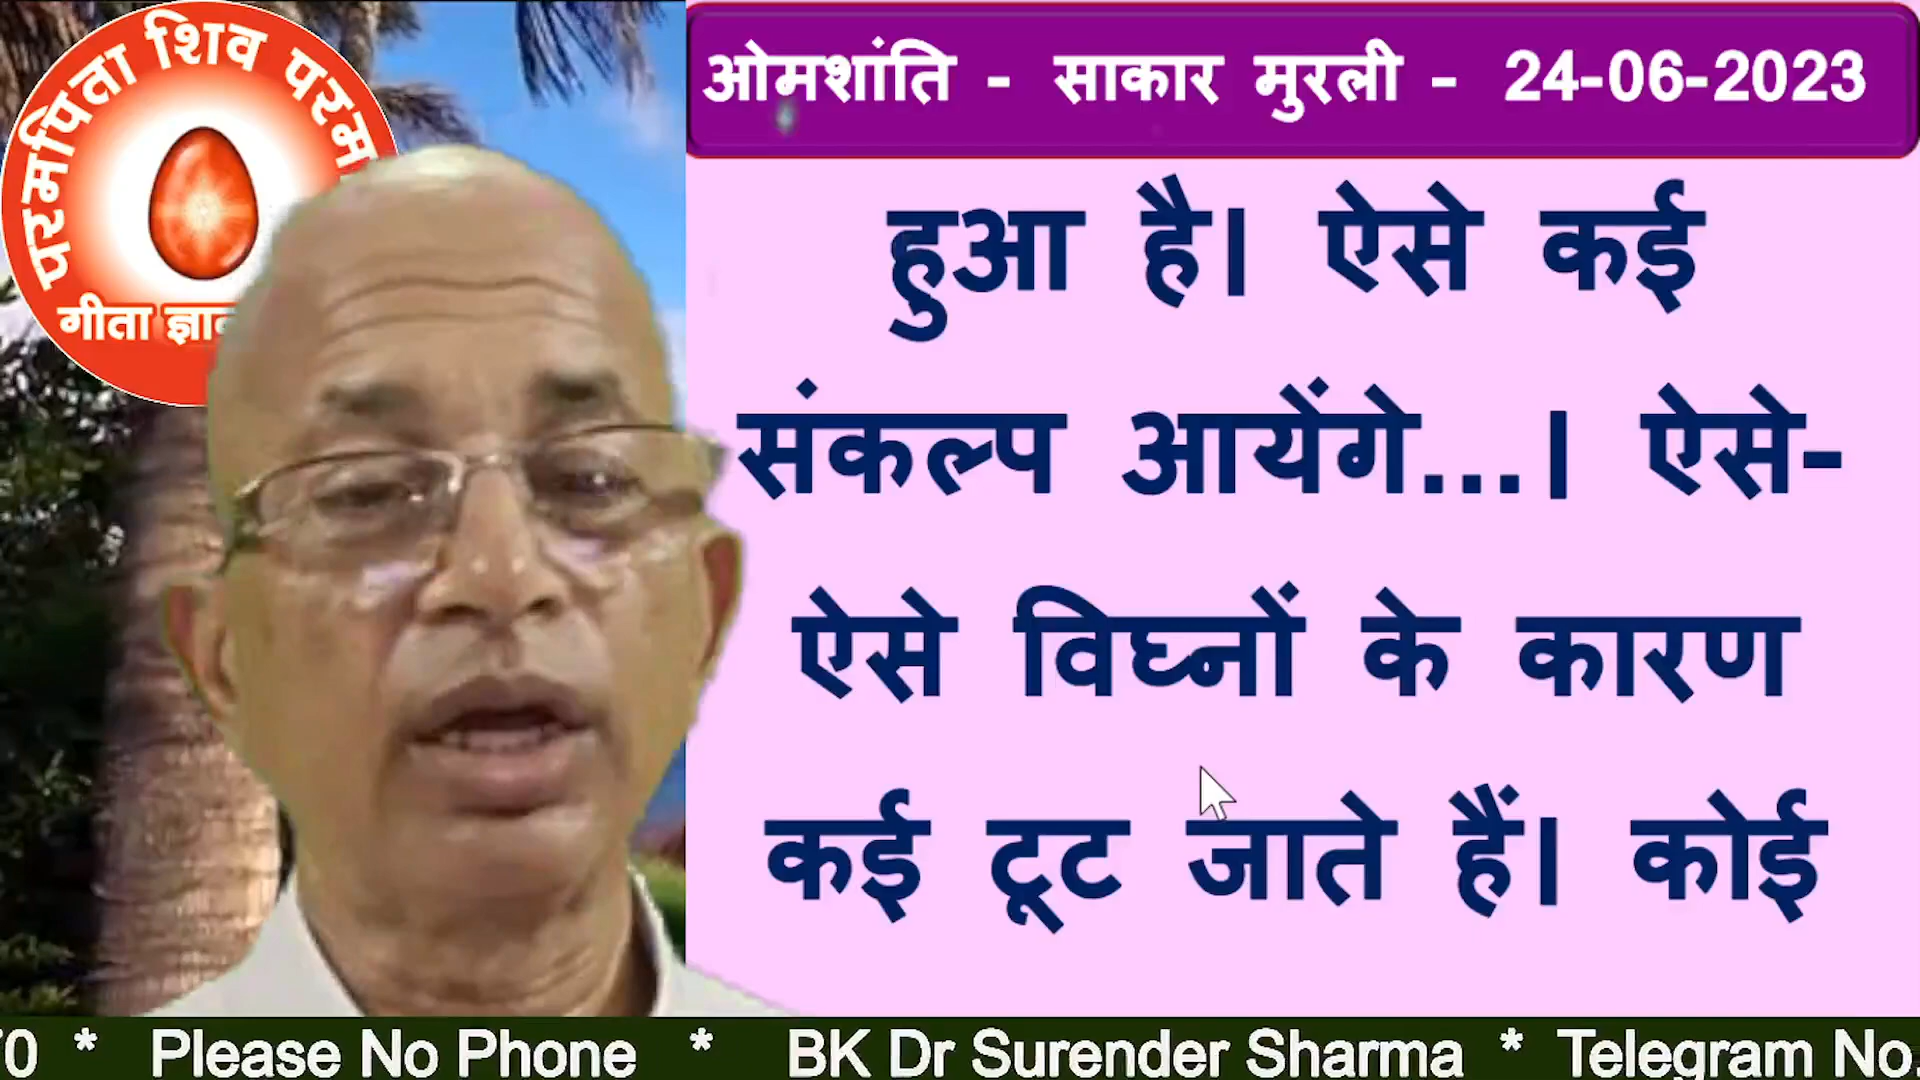 परमपिता शिव परम
गीता ज्ञा
ओमशांति - साकार मुरली - 24-06-2023
हुआ है। ऐसे कई
संकल्प आयेंगे...। ऐसे-
ऐसे विघ्नों के कारण
कई टूट जाते हैं। कोई
70 * Please No Phone * BK Dr Surender Sharma * Telegram No.